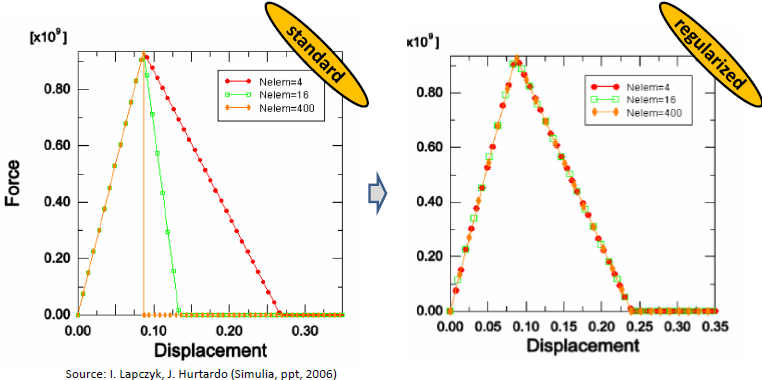 standard
regularized
[x10⁹]
Nelem=4
Nelem=16
Nelem=400
0.80
0.60
0.40
0.20
0.00
0.00 0.10 0.20 0.30
Force
Displacement
x10⁹]
Nelem=4
Nelem=16
Nelem=400
0.80
0.60
0.40
0.20
0.00
0.00 0.05 0.10 0.15 0.20 0.25 0.30 0.35
Displacement
Source: I. Lapczyk, J. Hurtardo (Simulia, ppt, 2006)